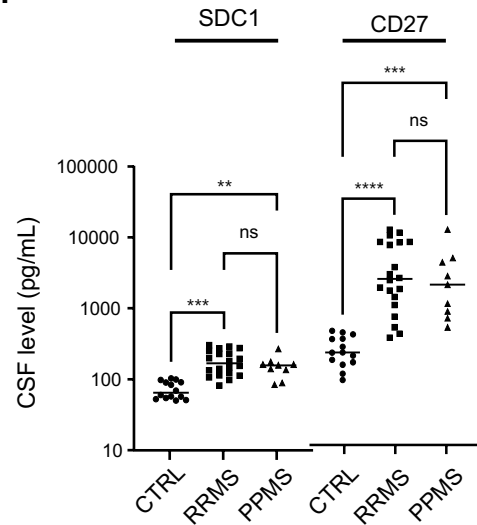 SDC1
CD27
***
ns
**
ns
****
***
100000
10000
1000
100
10
CSF level (pg/mL)
CTRL
RRMS
PPMS
CTRL
RRMS
PPMS